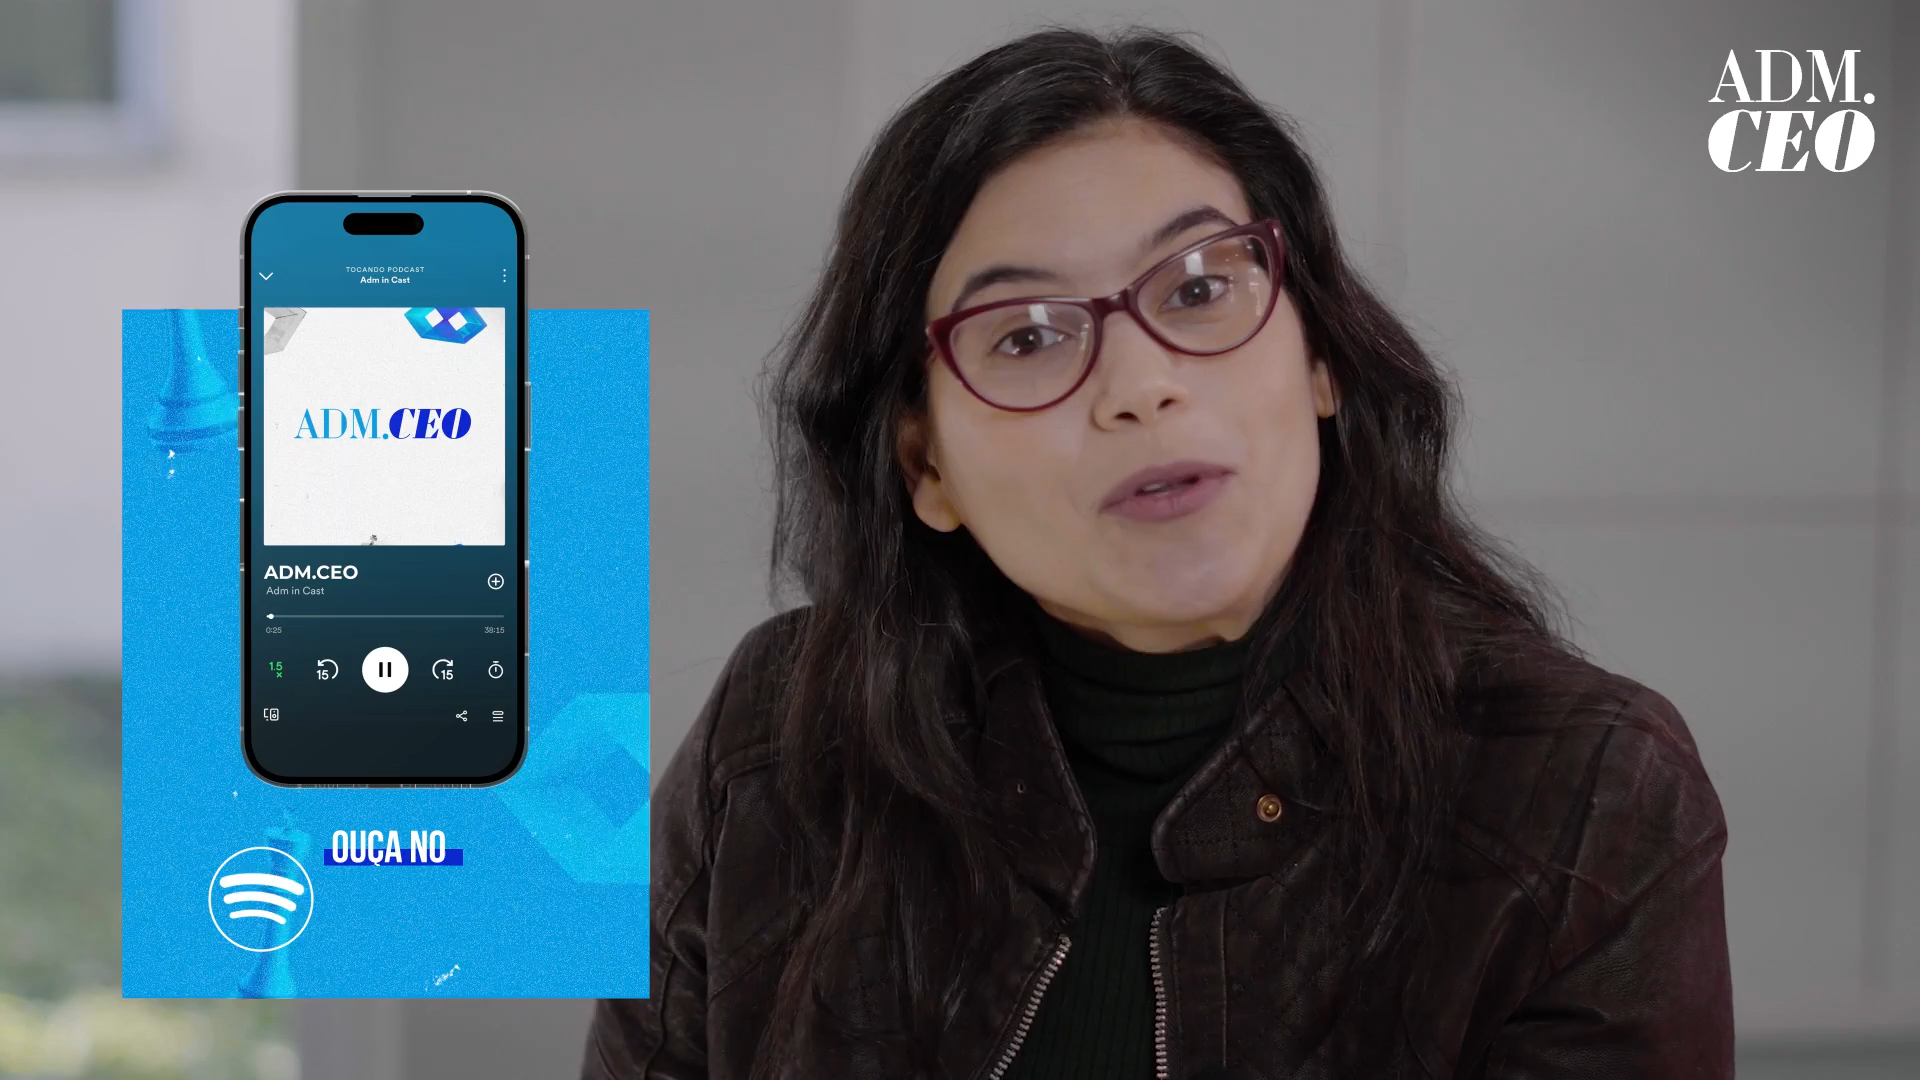 ADM.
CEO
TOCANDO PODCAST
Adm in Cast
ADM.CEO
ADM.CEO
Adm in Cast
0:25
38:15
1.5
x
15
15
OUÇA NO